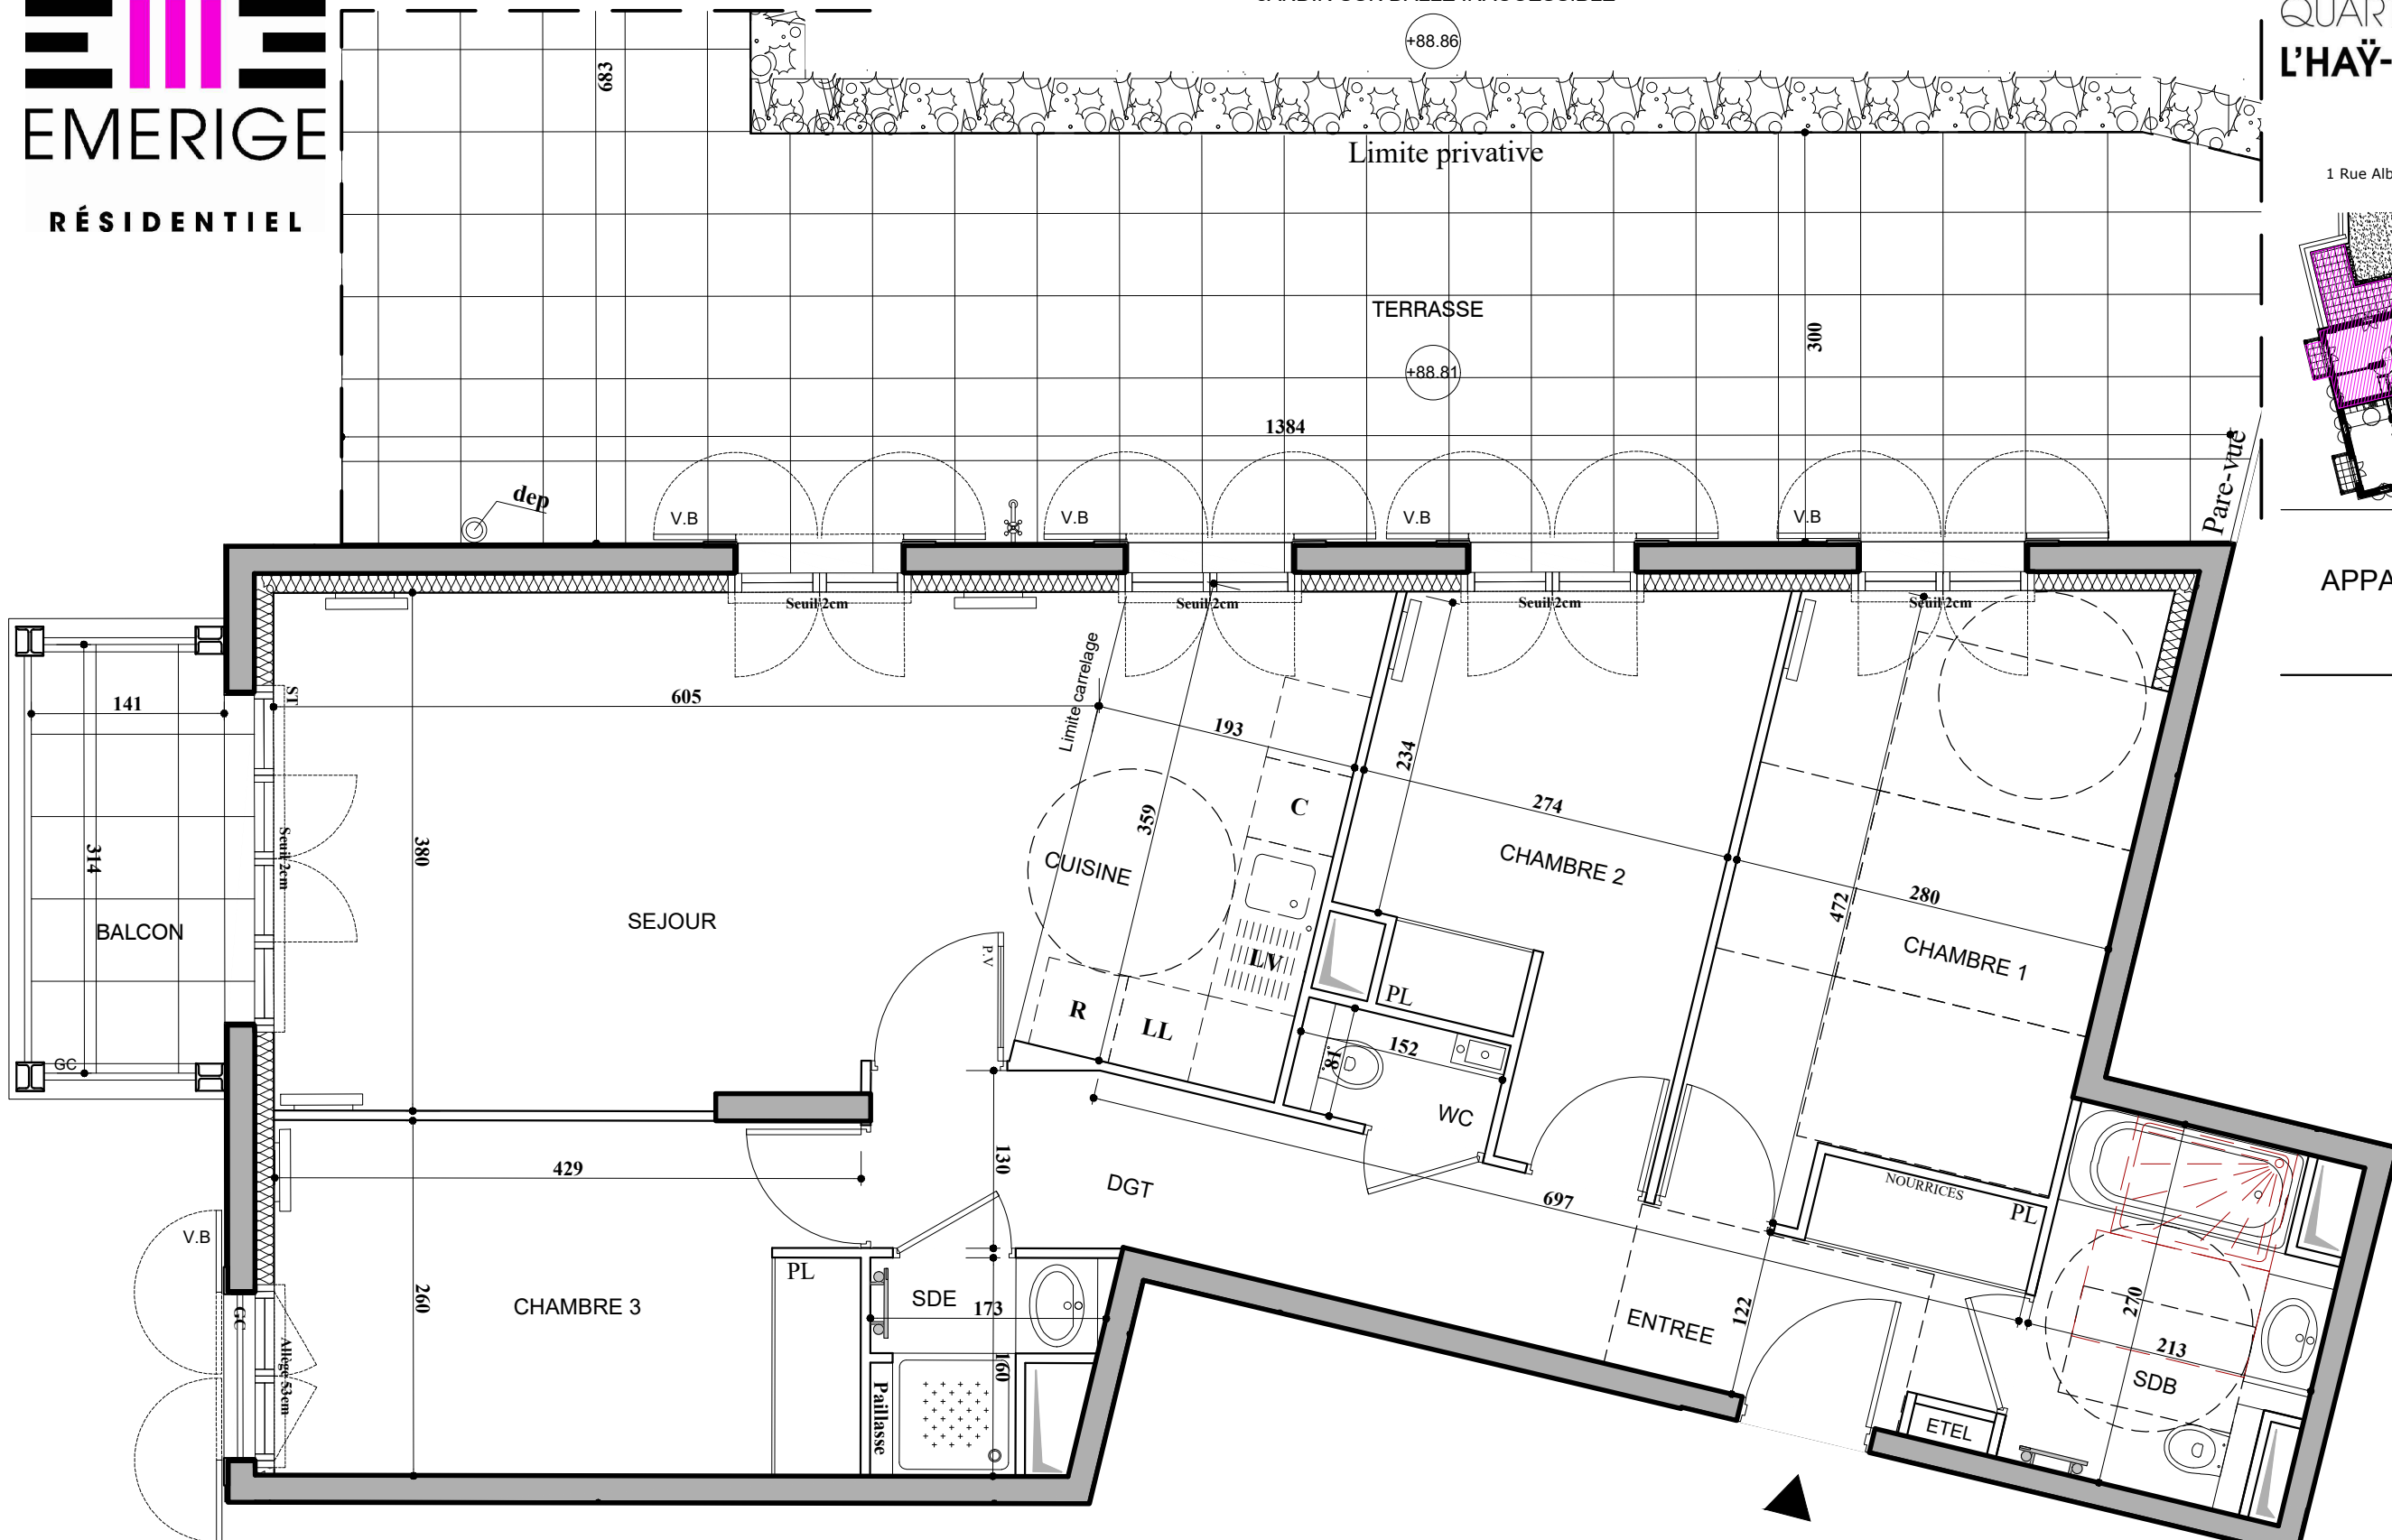 EMERIGE
RÉSIDENTIEL
+88.86
QUAR
L'HAŸ-
1 Rue Alb
APPA
683
Limite privative
TERRASSE
+88.81
300
1384
Pare-vue
dep
V.B
V.B
V.B
V.B
Seuil 2cm
Seuil 2cm
Seuil 2cm
Seuil 2cm
ST
141
605
Limite carrelage
193
234
C
274
359
380
314
Seuil 2cm
CUISINE
CHAMBRE 2
280
472
SEJOUR
BALCON
CHAMBRE 1
P.V
LV
PL
R
LL
152
81
GC
WC
130
429
DGT
697
NOURRICES
PL
V.B
PL
SDE
173
CHAMBRE 3
260
GC
Allège 53cm
ENTREE
122
270
213
SDB
160
Paillasse
ETEL